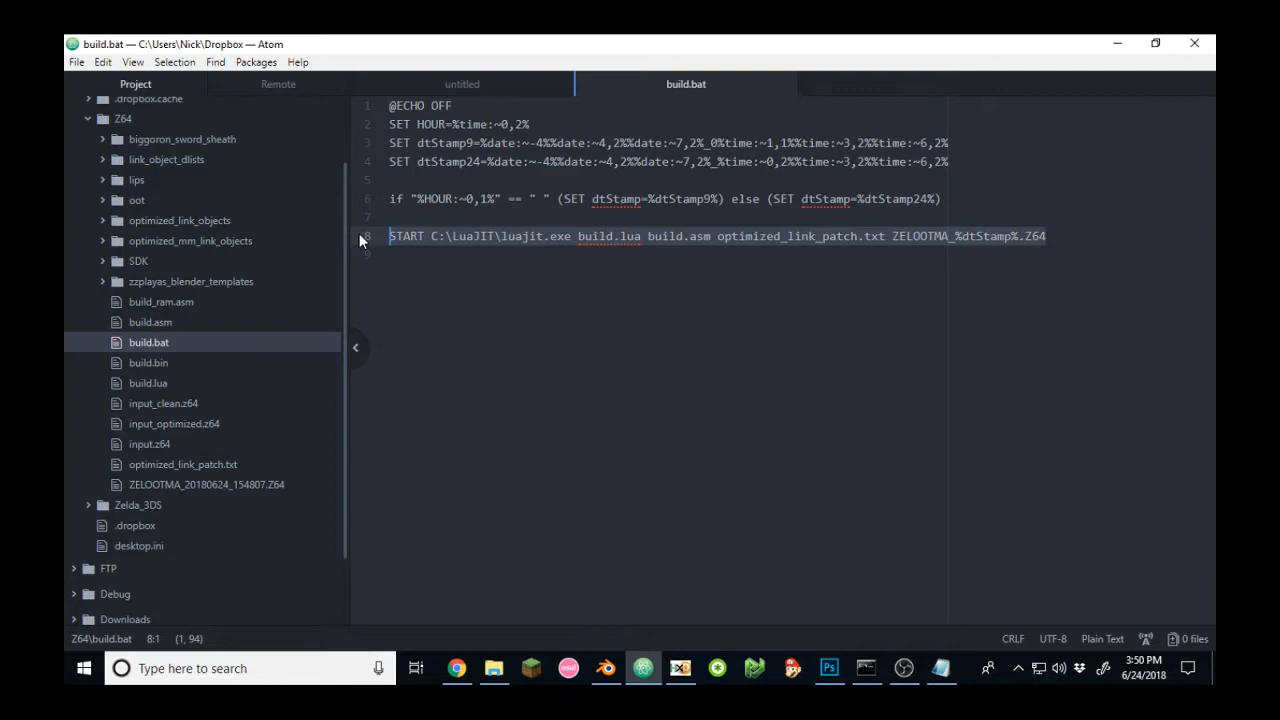 build.bat — C:\Users\Nick\Dropbox — Atom
File Edit View Selection Find Packages Help
Project Remote untitled build.bat
.dropbox.cache
Z64
biggoron_sword_sheath
link_object_dlists
lips
oot
optimized_link_objects
optimized_mm_link_objects
SDK
zzplayas_blender_templates
build_ram.asm
build.asm
build.bat
build.bin
build.lua
input_clean.z64
input_optimized.z64
input.z64
optimized_link_patch.txt
ZELOOTMA_20180624_154807.Z64
Zelda_3DS
.dropbox
desktop.ini
FTP
Debug
Downloads
1 @ECHO OFF
2 SET HOUR=%time:~0,2%
3 SET dtStamp9=%date:~-4%%date:~4,2%%date:~7,2%_0%time:~1,1%%time:~3,2%%time:~6,2%
4 SET dtStamp24=%date:~-4%%date:~4,2%%date:~7,2%_%time:~0,2%%time:~3,2%%time:~6,2%
5
6 if "%HOUR:~0,1%" == " " (SET dtStamp=%dtStamp9%) else (SET dtStamp=%dtStamp24%)
7
8 START C:\LuaJIT\luajit.exe build.lua build.asm optimized_link_patch.txt ZELOOTMA_%dtStamp%.Z64
9
Z64\build.bat 8:1 (1, 94) CRLF UTF-8 Plain Text 0 files
Type here to search
osu!
Ps
3:50 PM
6/24/2018